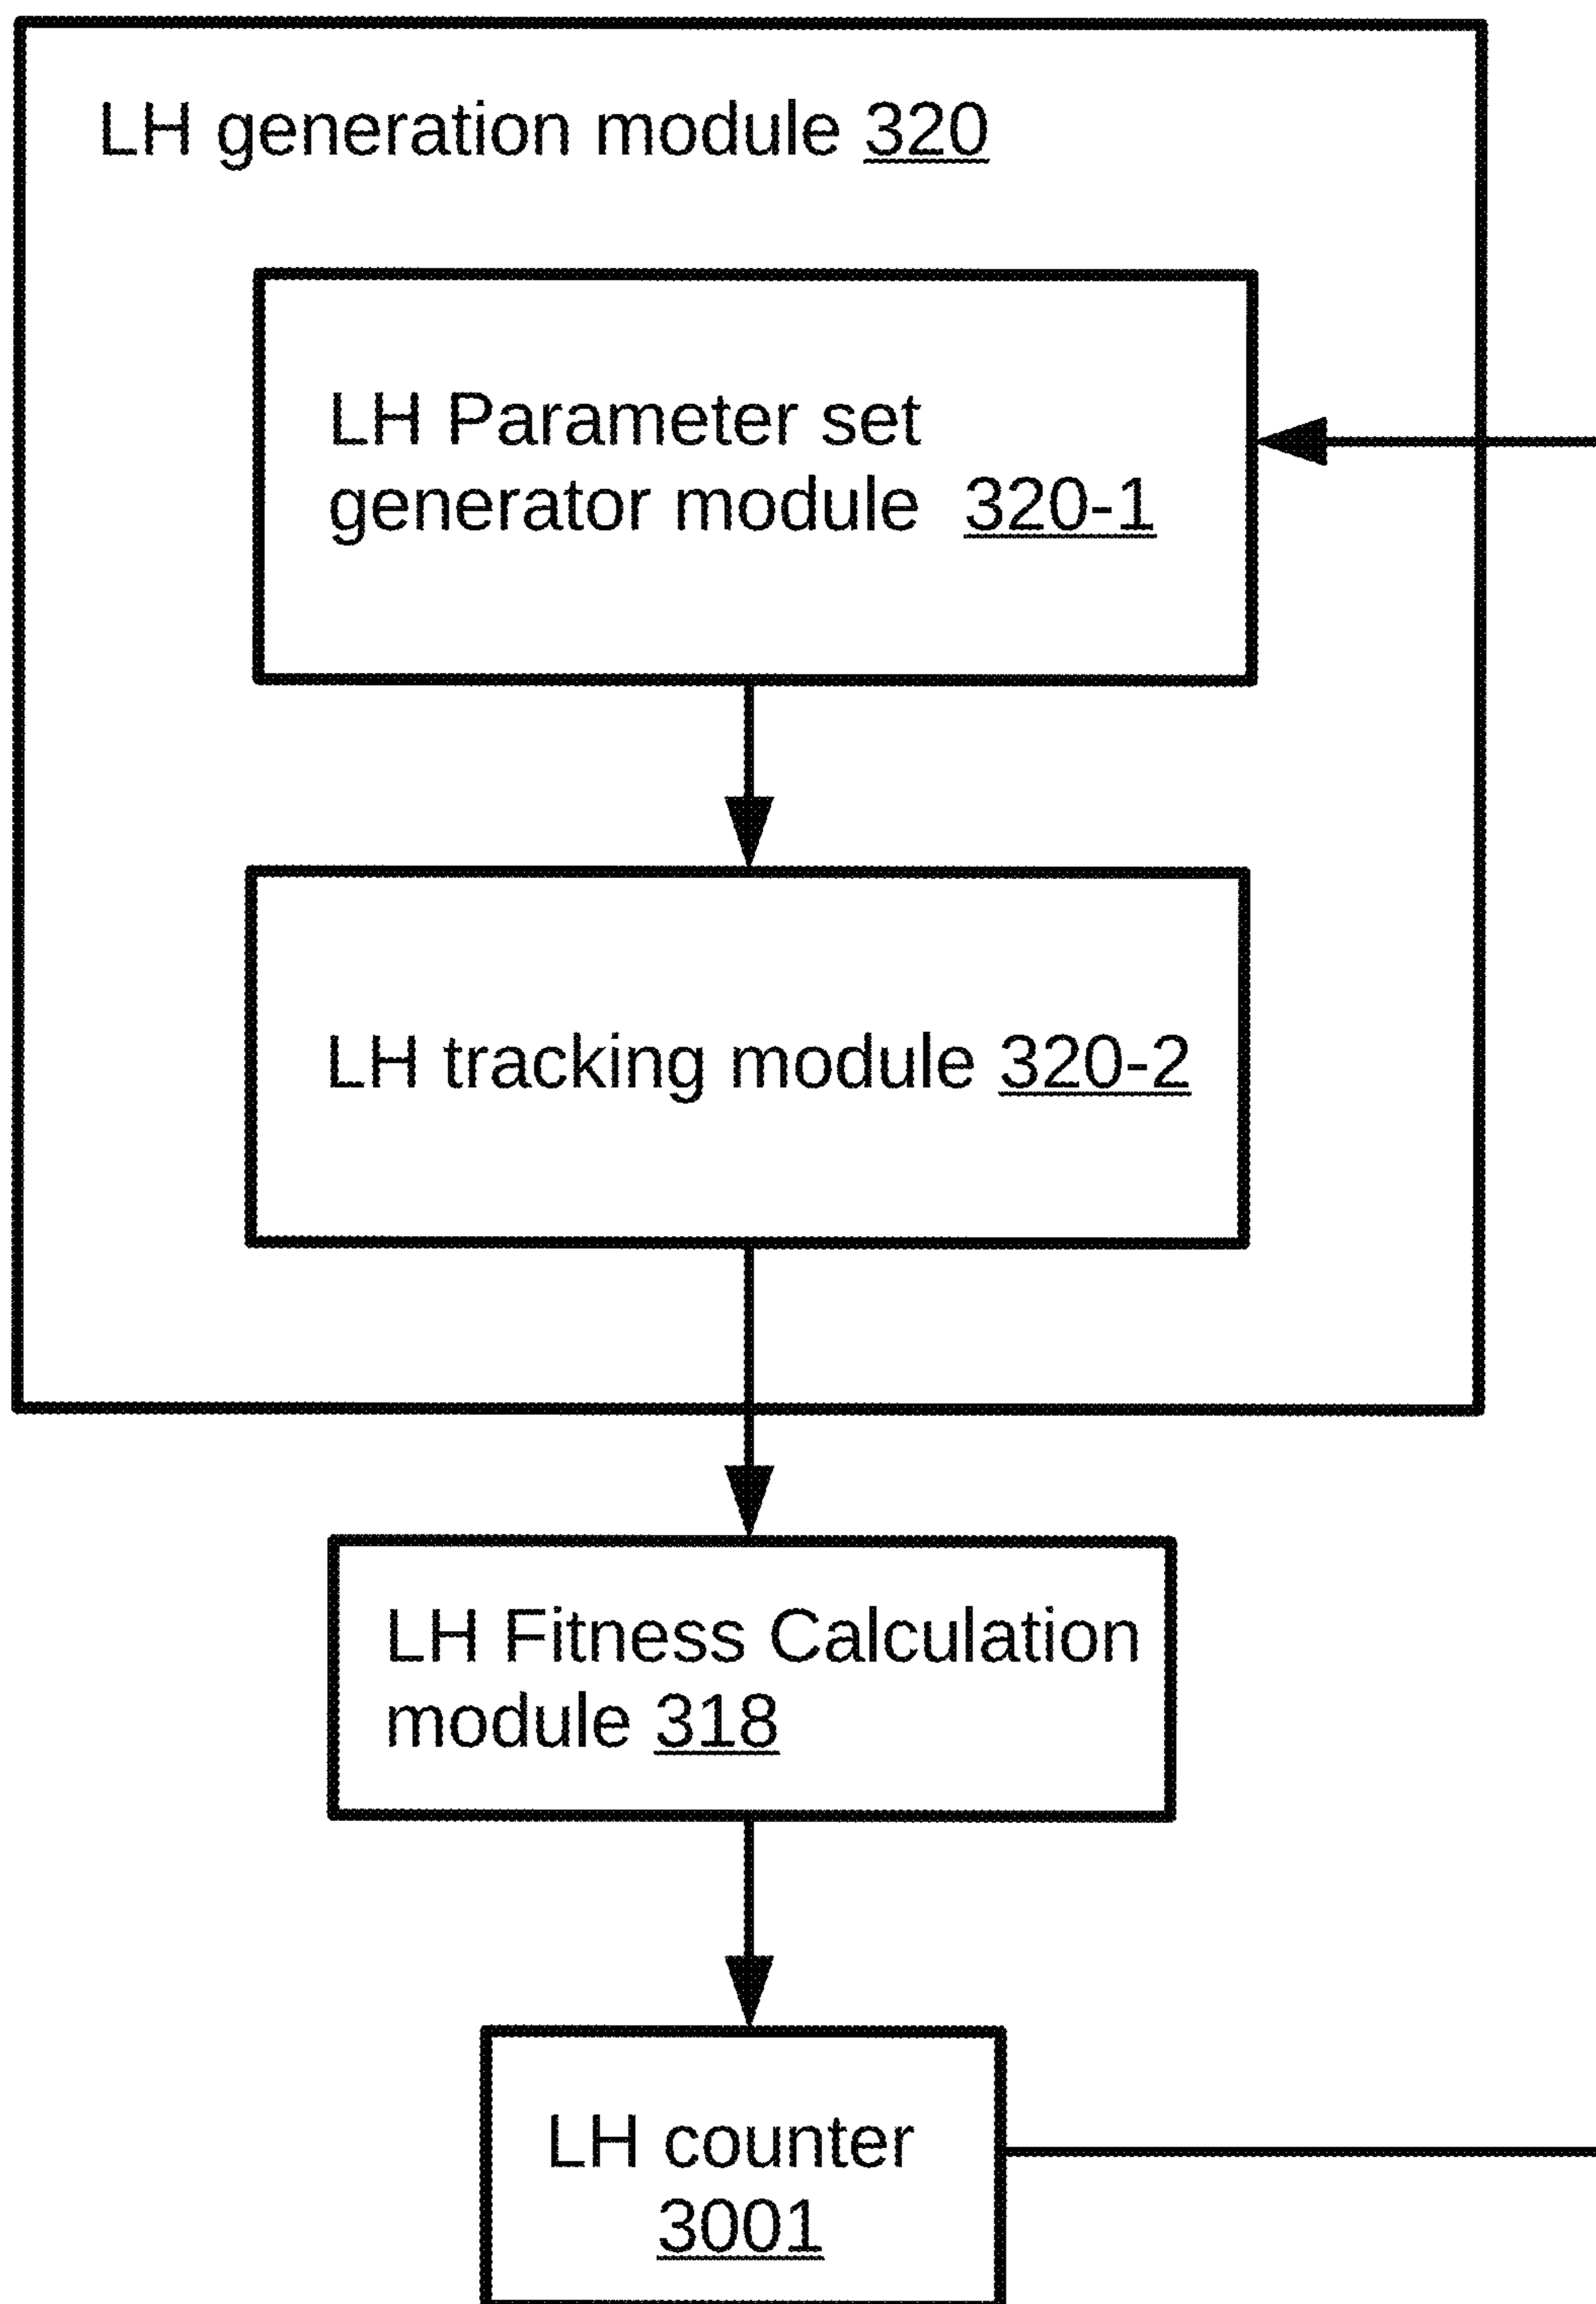 LH generation module 320
LH Parameter set
generator module 320-1
LH tracking module 320-2
LH Fitness Calculation
module 318
LH counter
3001